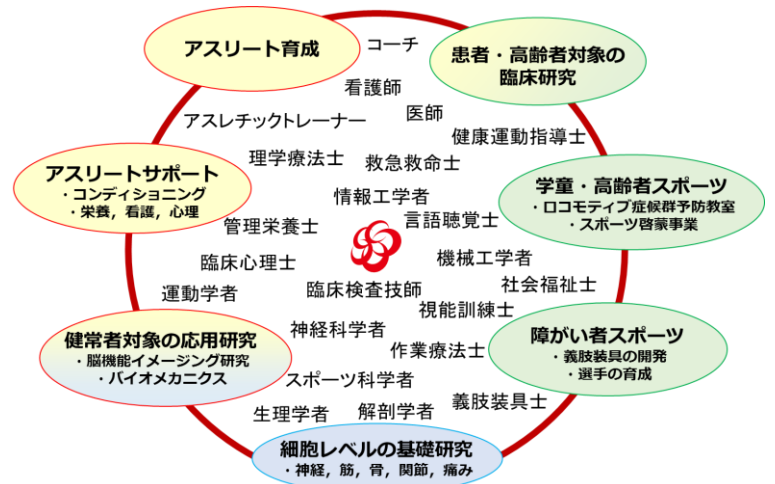 アスリート育成
コーチ
患者・高齢者対象の
臨床研究
看護師
医師
アスレチックトレーナー
健康運動指導士
理学療法士
救急救命士
アスリートサポート
・コンディショニング
・栄養，看護，心理
情報工学者
学童・高齢者スポーツ
・ロコモティブ症候群予防教室
・スポーツ啓蒙事業
管理栄養士
言語聴覚士
臨床心理士
機械工学者
運動学者
臨床検査技師
社会福祉士
視能訓練士
健常者対象の応用研究
・脳機能イメージング研究
・バイオメカニクス
神経科学者
作業療法士
障がい者スポーツ
・義肢装具の開発
・選手の育成
スポーツ科学者
生理学者
解剖学者
義肢装具士
細胞レベルの基礎研究
・神経，筋，骨，関節，痛み